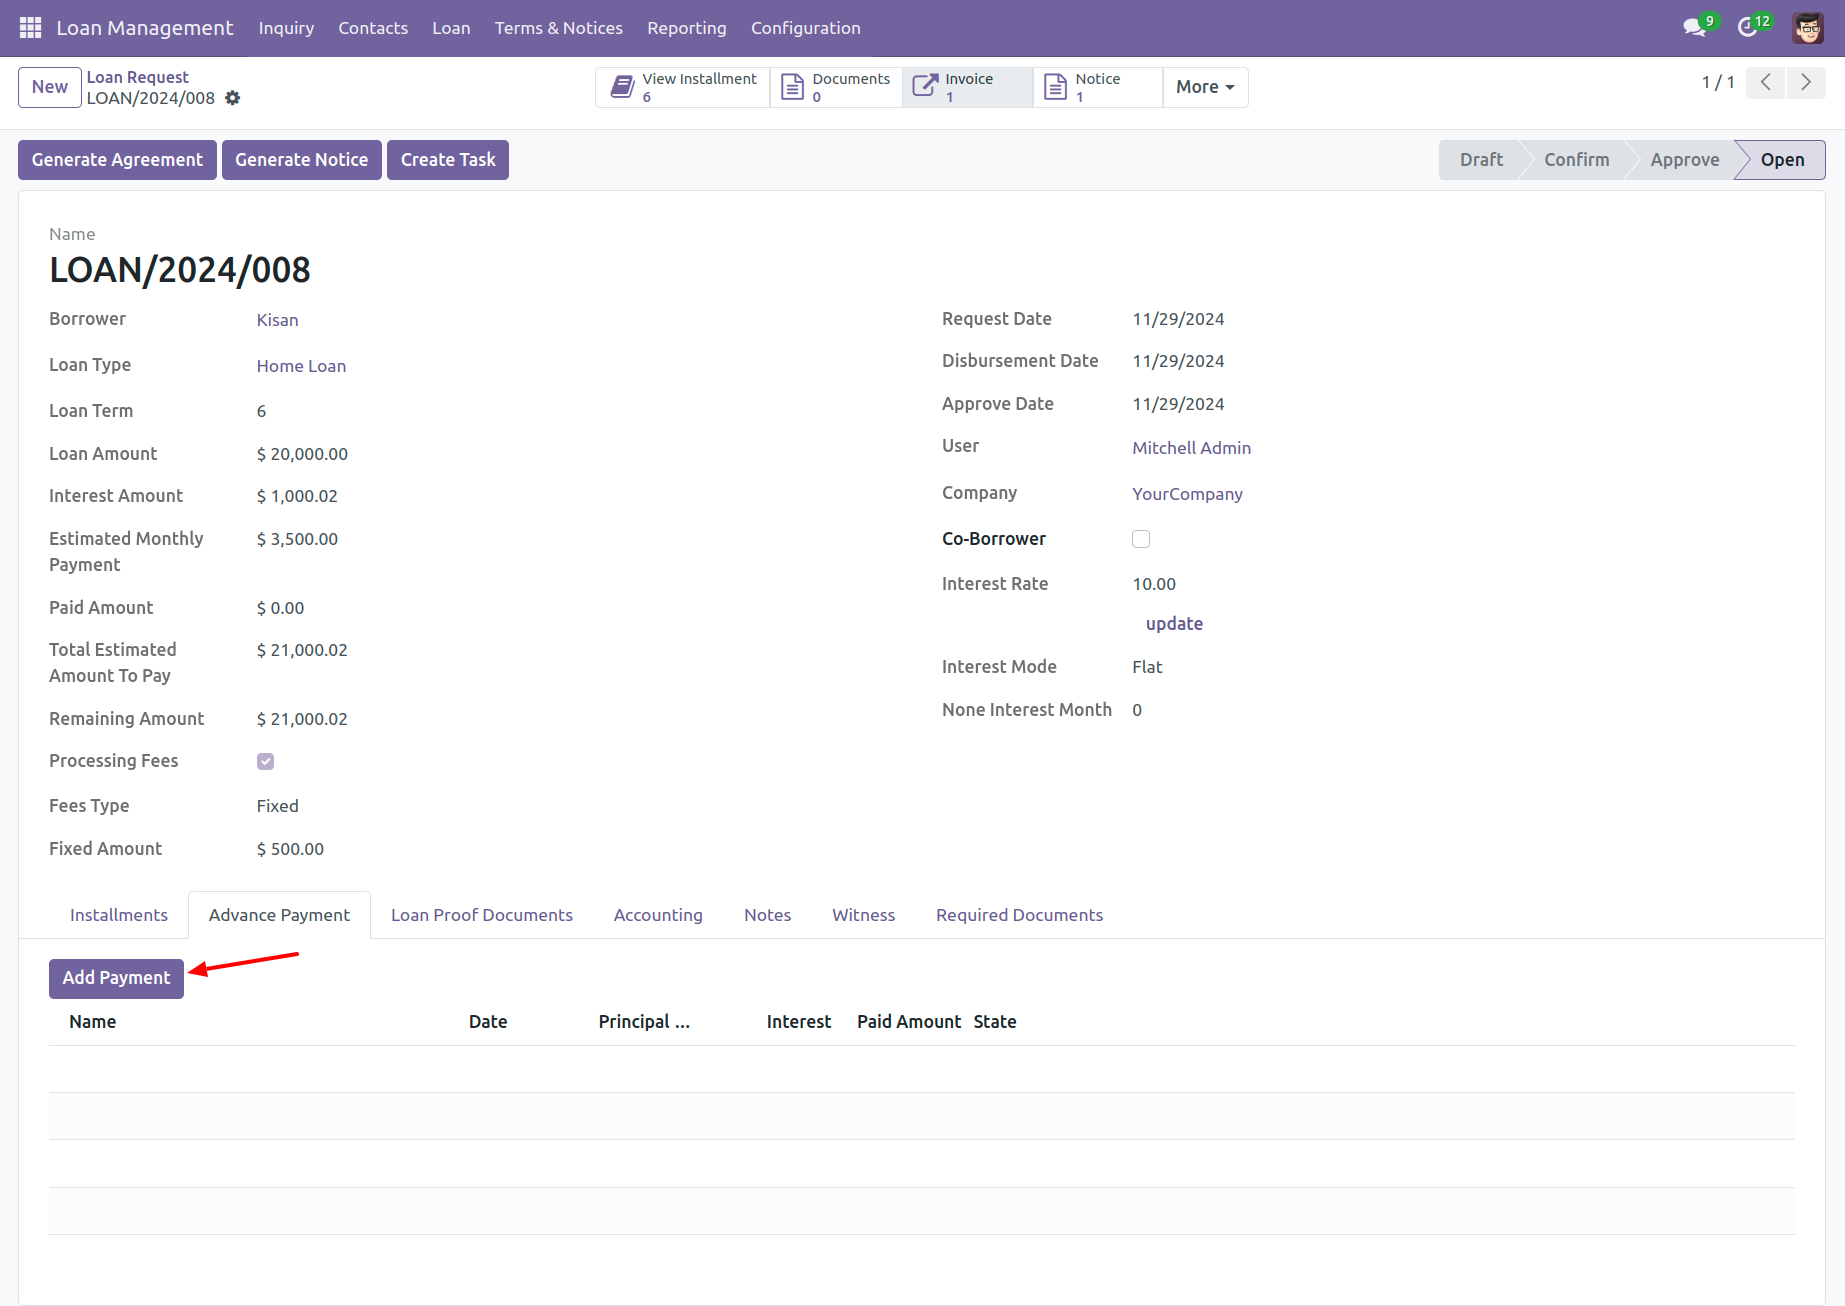 Loan Management Inquiry Contacts Loan Terms & Notices Reporting Configuration 9 12
New Loan Request LOAN/2024/008 View Installment 6 Documents 0 Invoice 1 Notice 1 More 1 / 1
Generate Agreement Generate Notice Create Task Draft Confirm Approve Open
Name
LOAN/2024/008
Borrower Kisan
Loan Type Home Loan
Loan Term 6
Loan Amount $ 20,000.00
Interest Amount $ 1,000.02
Estimated Monthly Payment $ 3,500.00
Paid Amount $ 0.00
Total Estimated Amount To Pay $ 21,000.02
Remaining Amount $ 21,000.02
Processing Fees
Fees Type Fixed
Fixed Amount $ 500.00
Request Date 11/29/2024
Disbursement Date 11/29/2024
Approve Date 11/29/2024
User Mitchell Admin
Company YourCompany
Co-Borrower
Interest Rate 10.00
update
Interest Mode Flat
None Interest Month 0
Installments Advance Payment Loan Proof Documents Accounting Notes Witness Required Documents
Add Payment
Name Date Principal ... Interest Paid Amount State